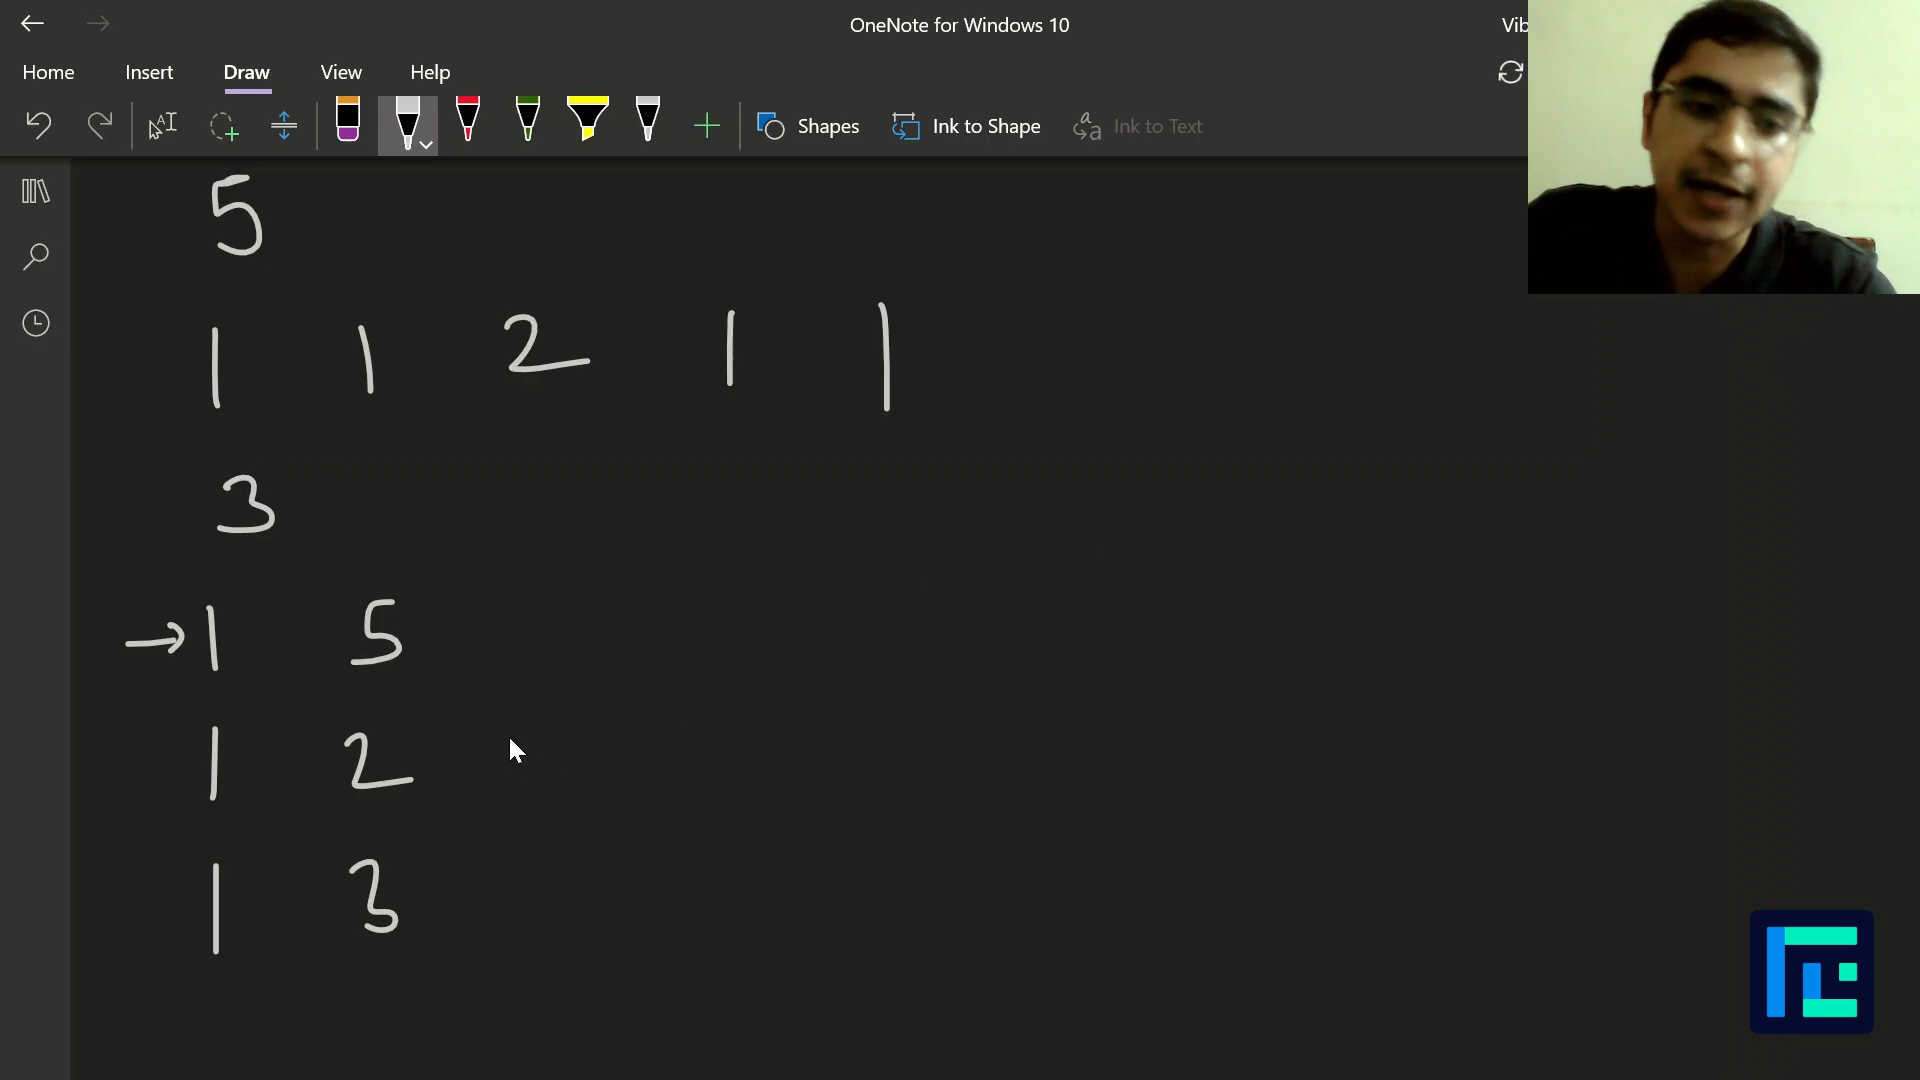 OneNote for Windows 10 Vib
Home Insert Draw View Help
Shapes Ink to Shape Ink to Text
5
1 1 2 1 1
3
→ 1 5
1 2
1 3